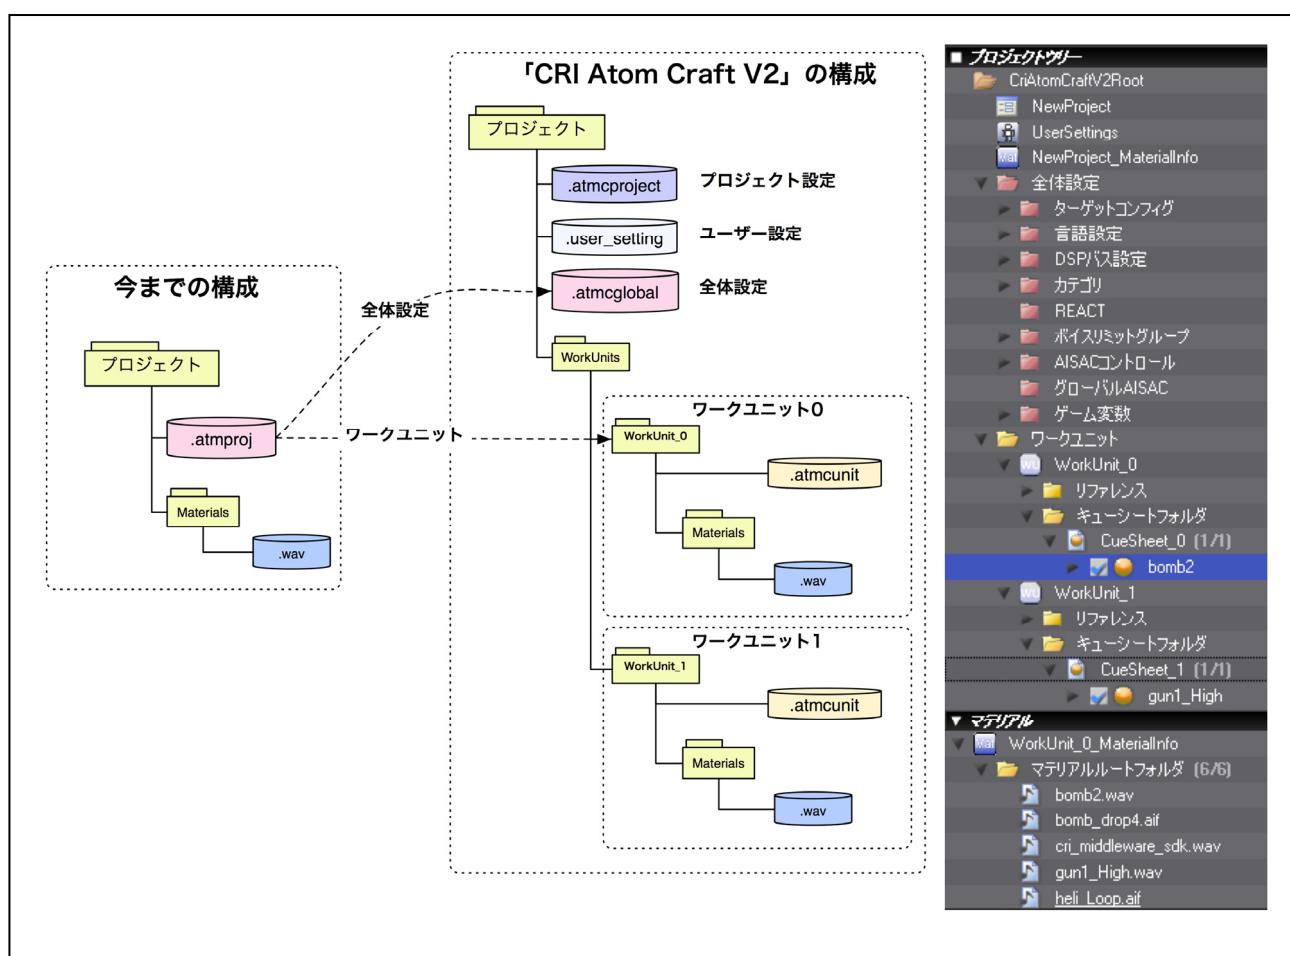 今までの構成
プロジェクト
.atmproj
Materials
.wav
全体設定
ワークユニット
「CRI Atom Craft V2」の構成
プロジェクト
.atmcproject
プロジェクト設定
.user_setting
ユーザー設定
.atmcglobal
全体設定
WorkUnits
ワークユニット0
WorkUnit_0
.atmcunit
Materials
.wav
ワークユニット1
WorkUnit_1
.atmcunit
Materials
.wav
プロジェクトツリー
CriAtomCraftV2Root
NewProject
UserSettings
mat NewProject_MaterialInfo
全体設定
ターゲットコンフィグ
言語設定
DSPバス設定
カテゴリ
REACT
ボイスリミットグループ
AISACコントロール
グローバルAISAC
ゲーム変数
ワークユニット
WU WorkUnit_0
リファレンス
キューシートフォルダ
CueSheet_0 (1/1)
bomb2
WU WorkUnit_1
リファレンス
キューシートフォルダ
CueSheet_1 (1/1)
gun1_High
マテリアル
mat WorkUnit_0_MaterialInfo
マテリアルルートフォルダ (6/6)
bomb2.wav
bomb_drop4.aif
cri_middleware_sdk.wav
gun1_High.wav
heli_Loop.aif